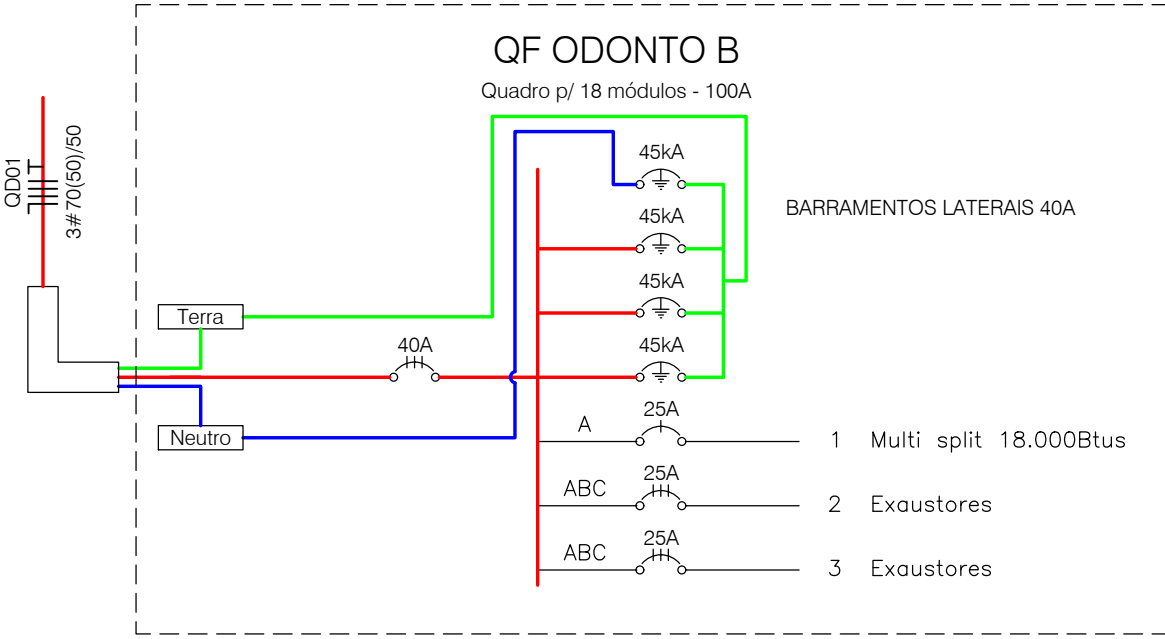 QF ODONTO B
Quadro p/ 18 módulos - 100A
QD01
3#70(50)/50
45kA
BARRAMENTOS LATERAIS 40A
45kA
45kA
Terra
40A
45kA
Neutro
A
25A
1 Multi split 18.000Btus
ABC
25A
2 Exaustores
ABC
25A
3 Exaustores